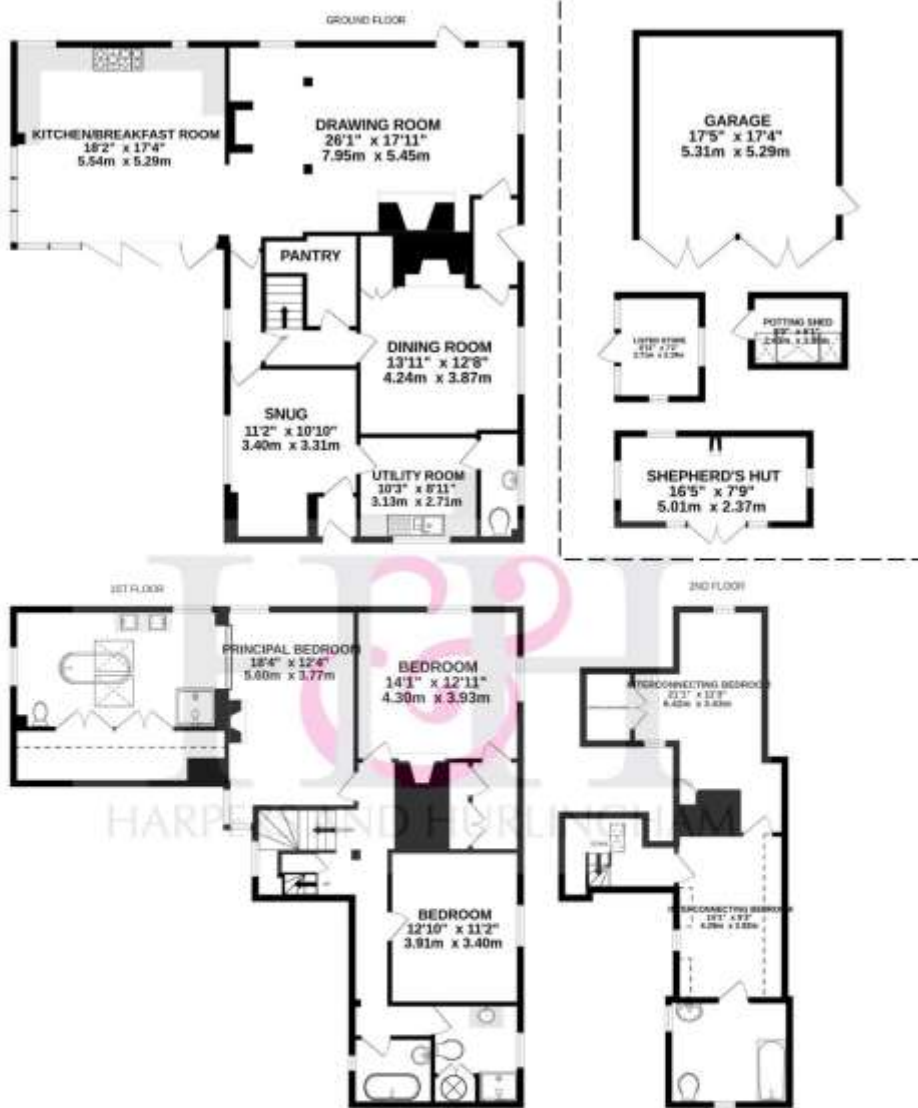 GROUND FLOOR
KITCHEN/BREAKFAST ROOM
18'2" x 17'4"
5.54m x 5.29m
DRAWING ROOM
26'1" x 17'11"
7.95m x 5.45m
PANTRY
DINING ROOM
13'11" x 12'8"
4.24m x 3.87m
SNUG
11'2" x 10'10"
3.40m x 3.31m
UTILITY ROOM
10'3" x 8'11"
3.13m x 2.71m
GARAGE
17'5" x 17'4"
5.31m x 5.29m
STORE
POTTING SHED
SHEPHERD'S HUT
16'5" x 7'9"
5.01m x 2.37m
1ST FLOOR
PRINCIPAL BEDROOM
18'4" x 12'4"
5.60m x 3.77m
BEDROOM
14'1" x 12'11"
4.30m x 3.93m
BEDROOM
12'10" x 11'2"
3.91m x 3.40m
2ND FLOOR
INTERCONNECTING BEDROOM
INTERCONNECTING BEDROOM
H&H
HARPERS AND HURLINGHAM